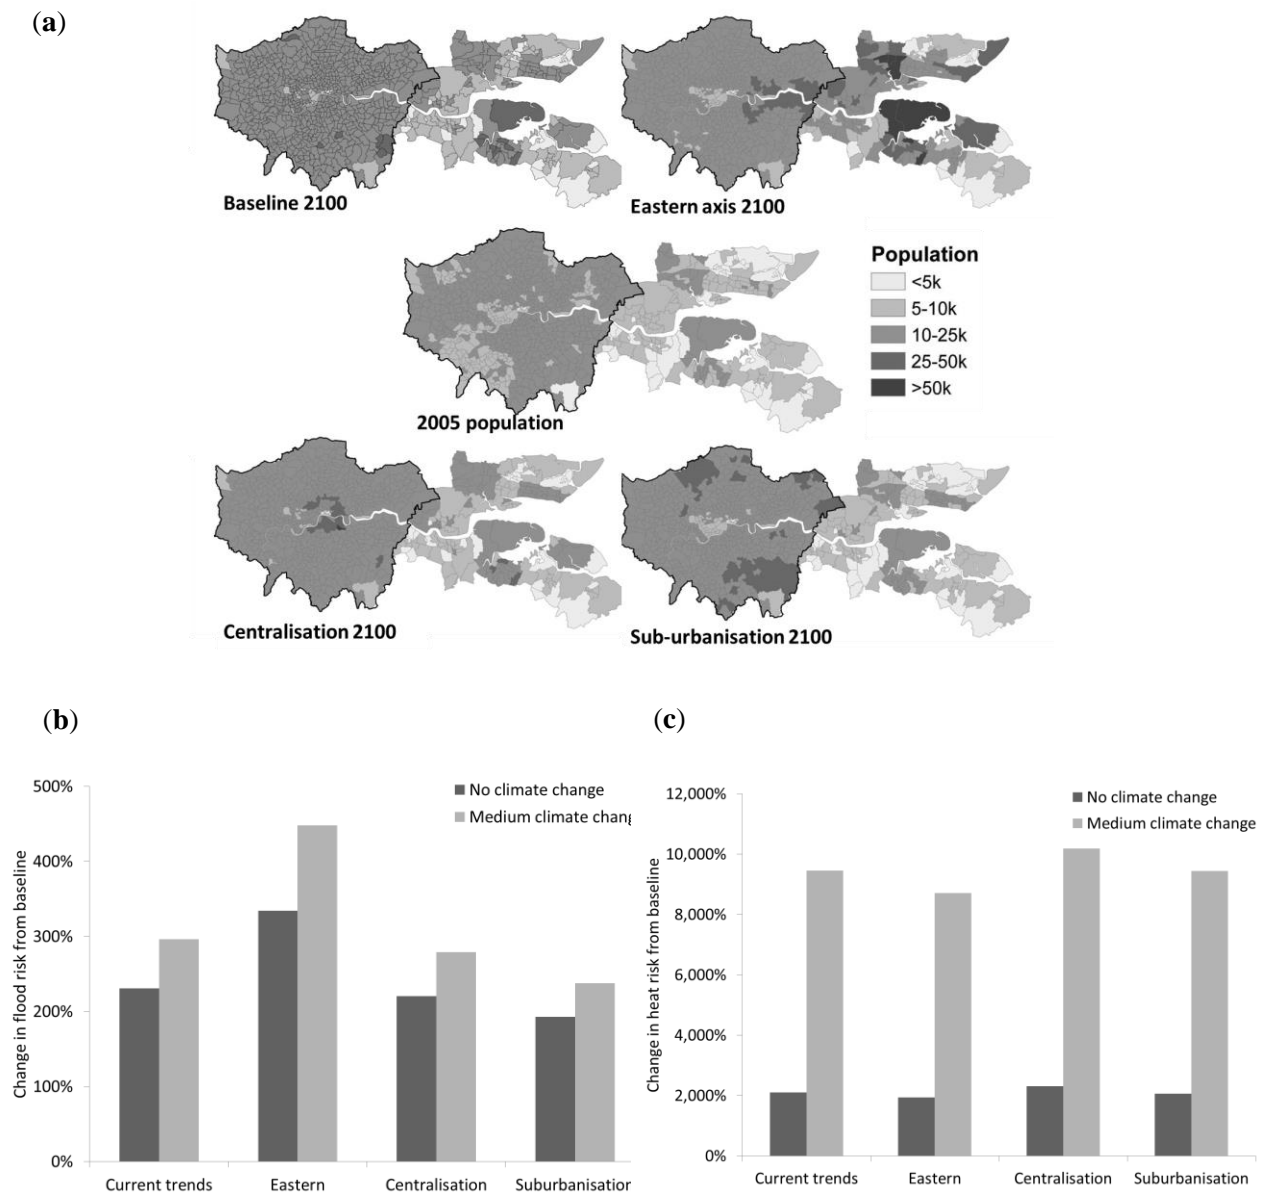 (a)
Baseline 2100
Eastern axis 2100
Population
<5k
5-10k
10-25k
25-50k
>50k
2005 population
Centralisation 2100
Sub-urbanisation 2100
(b)
(c)
500%
400%
300%
200%
100%
0%
Change in flood risk from baseline
No climate change
Medium climate chang
Current trends
Eastern
Centralisation
Suburbanisation
12,000%
10,000%
8,000%
6,000%
4,000%
2,000%
0%
Change in heat risk from baseline
No climate change
Medium climate change
Current trends
Eastern
Centralisation
Suburbanisation